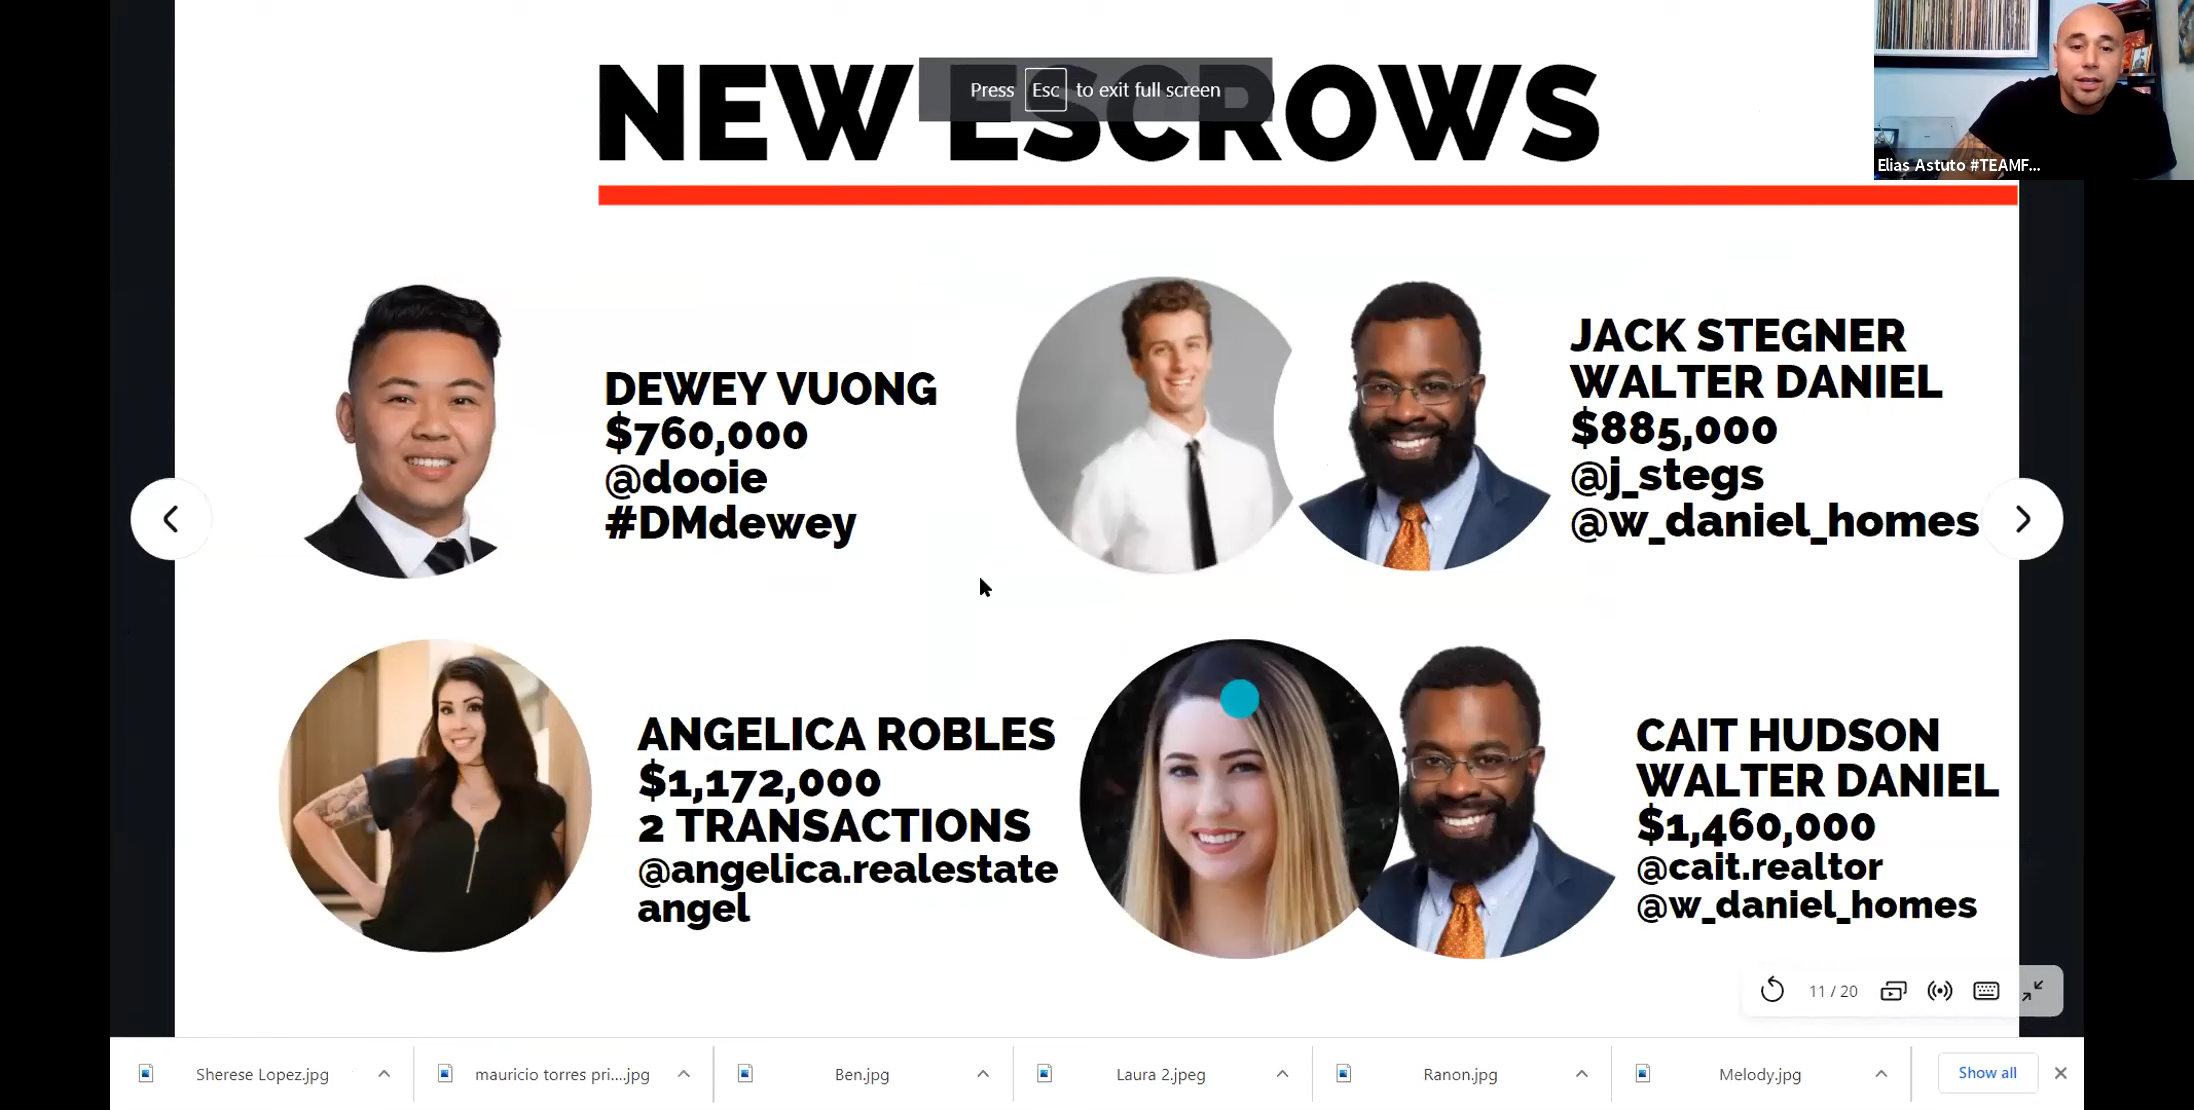 NEW ESCROWS
Press Esc to exit full screen
Elias Astuto #TEAMF...
DEWEY VUONG
$760,000
@dooie
#DMdewey
JACK STEGNER
WALTER DANIEL
$885,000
@j_stegs
@w_daniel_homes
ANGELICA ROBLES
$1,172,000
2 TRANSACTIONS
@angelica.realestate
angel
CAIT HUDSON
WALTER DANIEL
$1,460,000
@cait.realtor
@w_daniel_homes
11 / 20
Sherese Lopez.jpg
mauricio torres pri....jpg
Ben.jpg
Laura 2.jpeg
Ranon.jpg
Melody.jpg
Show all